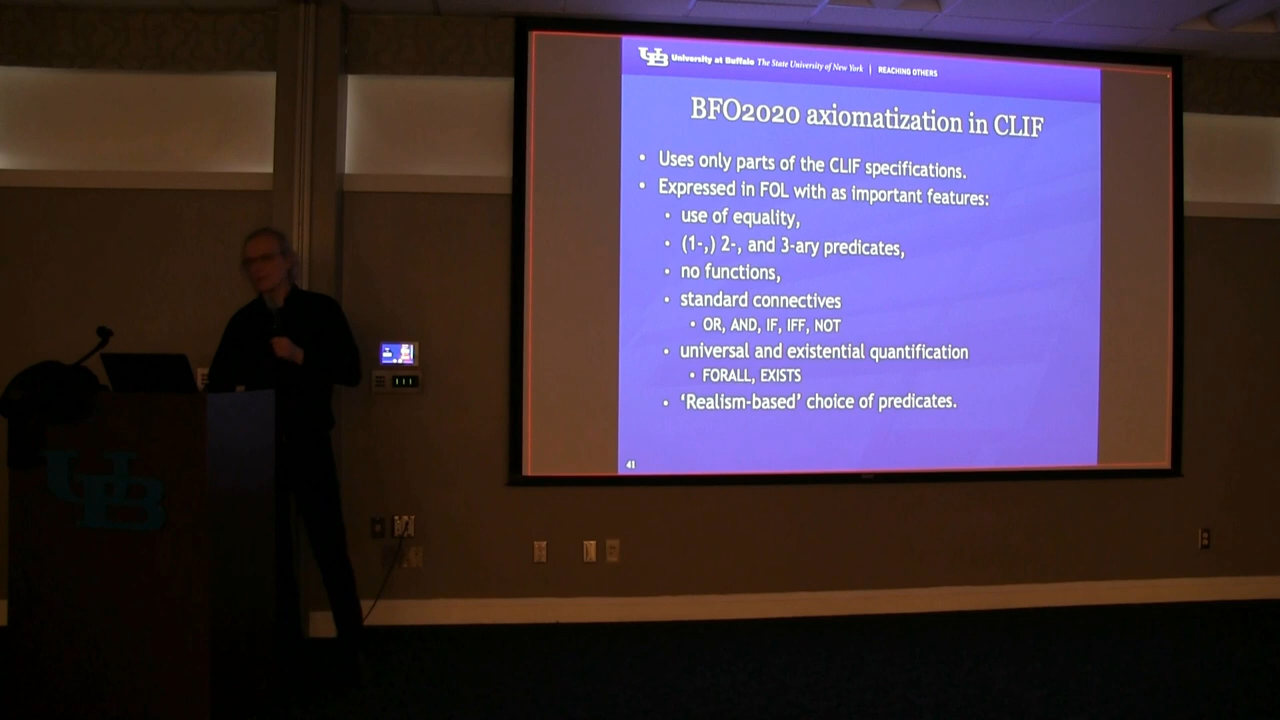 UB University at Buffalo The State University of New York | REACHING OTHERS
BFO2020 axiomatization in CLIF
• Uses only parts of the CLIF specifications.
• Expressed in FOL with as important features:
• use of equality,
• (1-,) 2-, and 3-ary predicates,
• no functions,
• standard connectives
• OR, AND, IF, IFF, NOT
• universal and existential quantification
• FORALL, EXISTS
• ‘Realism-based’ choice of predicates.
41
UB